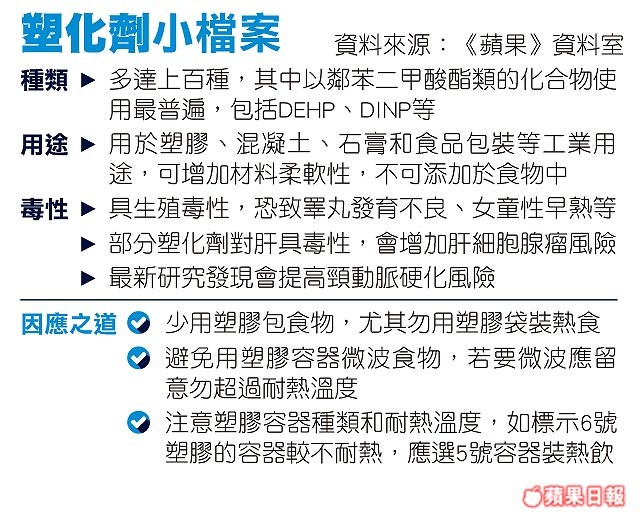 塑化劑小檔案 資料來源：《蘋果》資料室
種類 ▶ 多達上百種，其中以鄰苯二甲酸酯類的化合物使
用最普遍，包括DEHP、DINP等
用途 ▶ 用於塑膠、混凝土、石膏和食品包裝等工業用
途，可增加材料柔軟性，不可添加於食物中
毒性 ▶ 具生殖毒性，恐致睪丸發育不良、女童性早熟等
▶ 部分塑化劑對肝具毒性，會增加肝細胞腺瘤風險
▶ 最新研究發現會提高頸動脈硬化風險
因應之道 少用塑膠包食物，尤其勿用塑膠袋裝熱食
避免用塑膠容器微波食物，若要微波應留
意勿超過耐熱溫度
注意塑膠容器種類和耐熱溫度，如標示6號
塑膠的容器較不耐熱，應選5號容器裝熱飲
蘋果日報